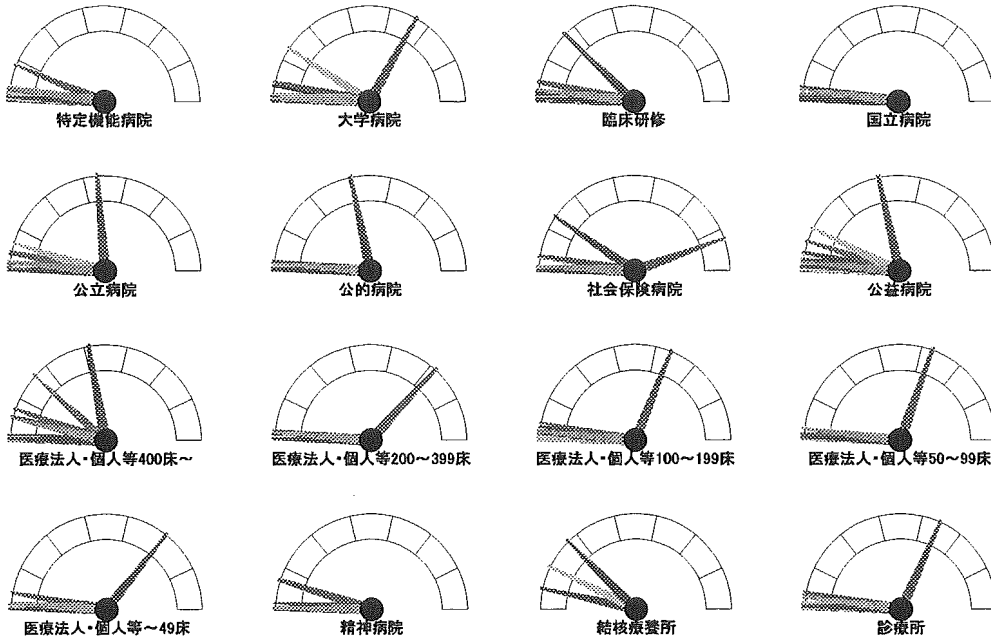 特定機能病院
大学病院
臨床研修
国立病院
公立病院
公的病院
社会保険病院
公益病院
医療法人・個人等400床～
医療法人・個人等200～399床
医療法人・個人等100～199床
医療法人・個人等50～99床
医療法人・個人等～49床
精神病院
結核療養所
診療所